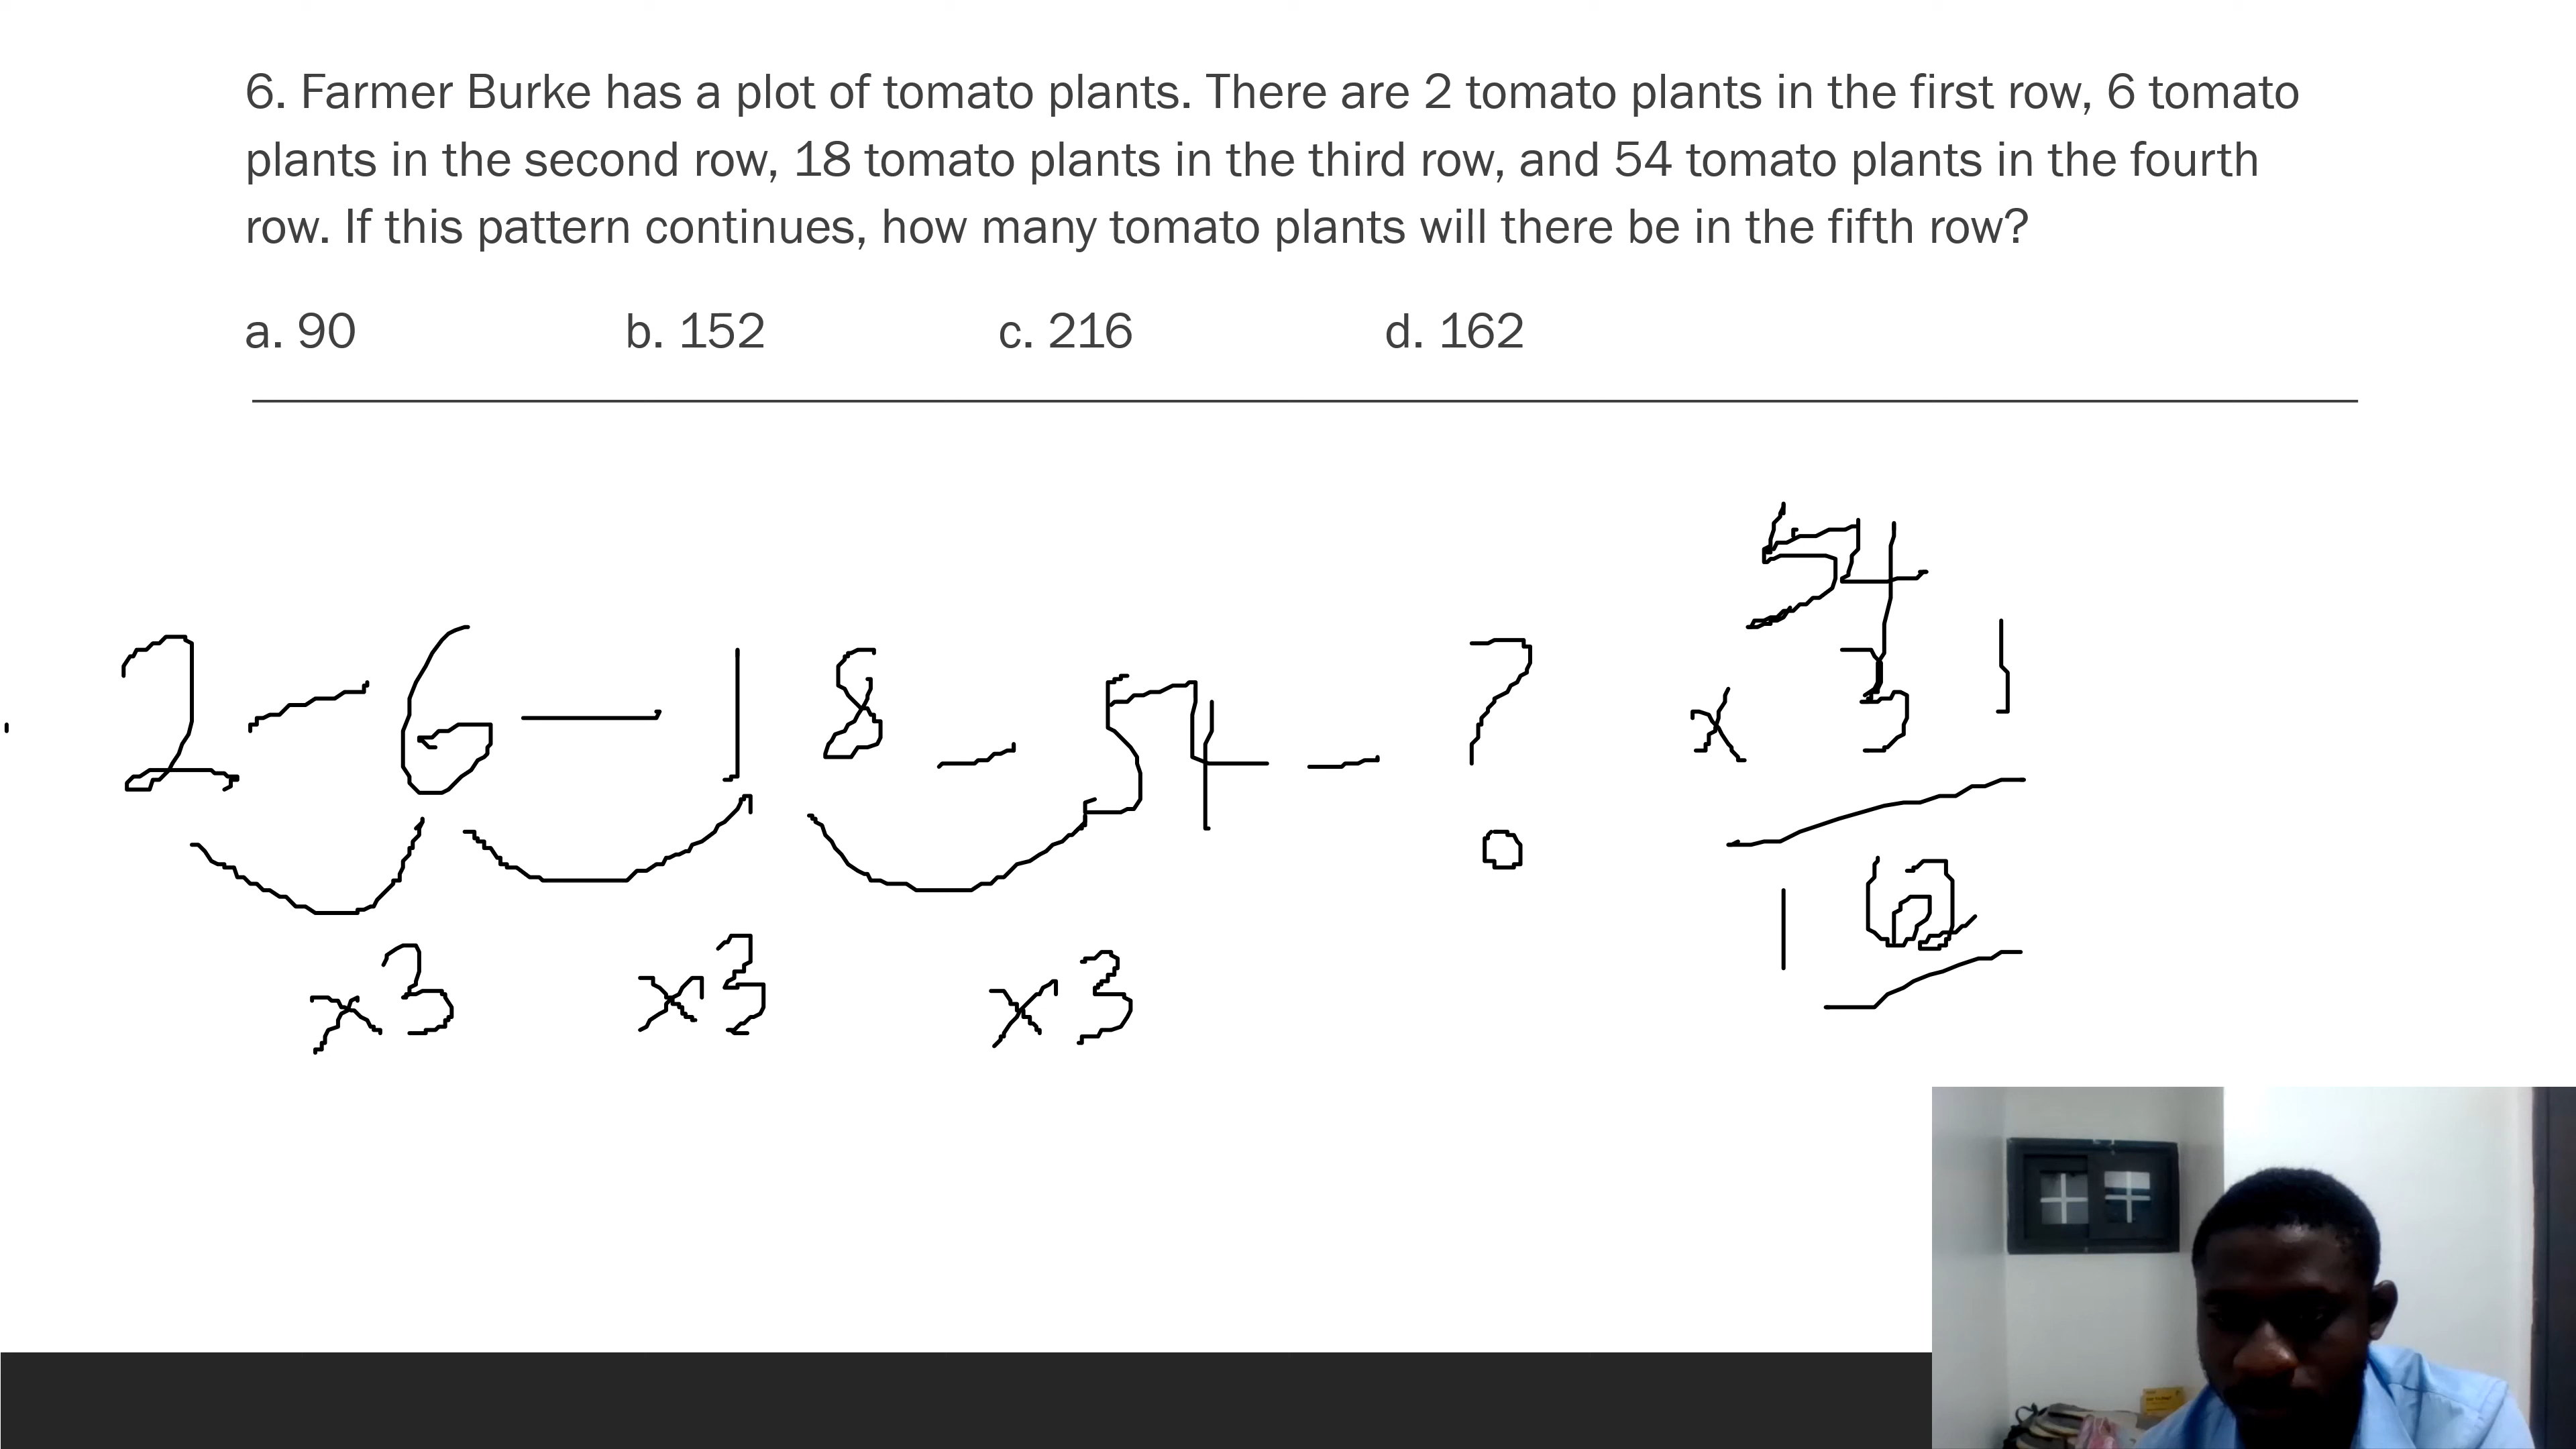 6. Farmer Burke has a plot of tomato plants. There are 2 tomato plants in the first row, 6 tomato
plants in the second row, 18 tomato plants in the third row, and 54 tomato plants in the fourth
row. If this pattern continues, how many tomato plants will there be in the fifth row?
a. 90 b. 152 c. 216 d. 162
54
2 - 6 - 18 - 54 - ?
x 3 1
162
x3 x3 x3